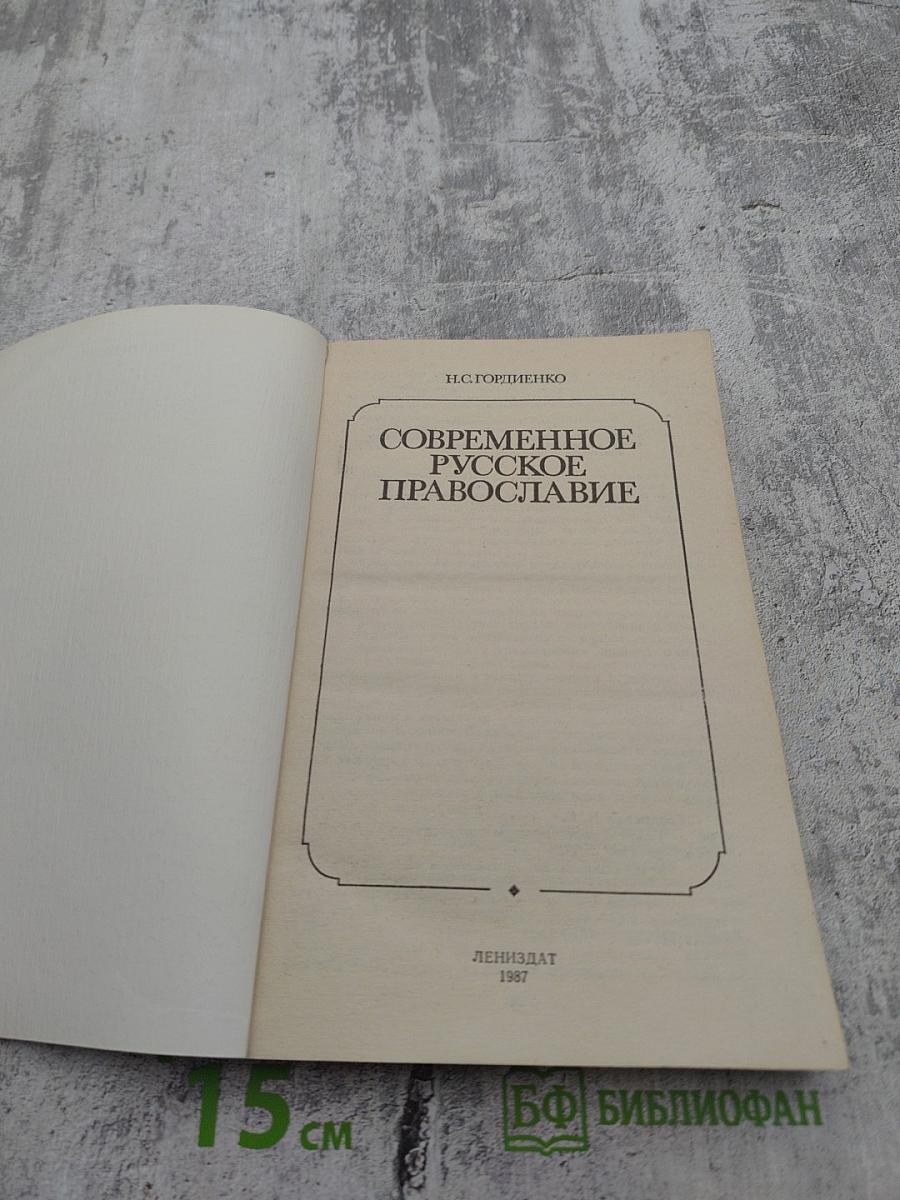 Н.С.ГОРДИЕНКО
СОВРЕМЕННОЕ
РУССКОЕ
ПРАВОСЛАВИЕ
ЛЕНИЗДАТ
1987
15 см
БФ БИБЛИОФАН